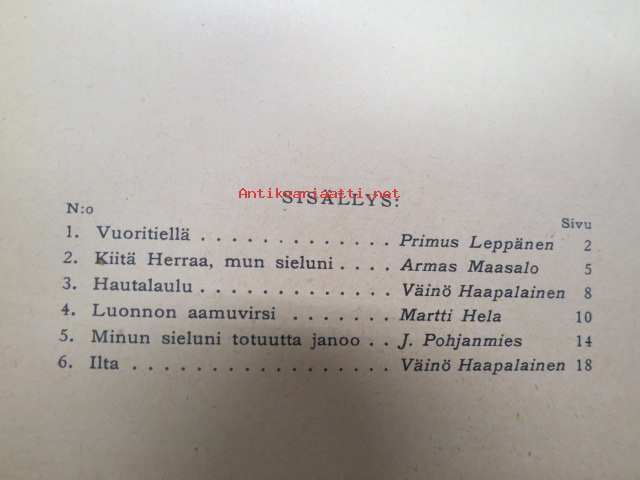 Antikvariaatti.net
SISÄLLYS:
N:o Sivu
1. Vuoritiellä . . . . . . . . . . . . . Primus Leppänen 2
2. Kiitä Herraa, mun sieluni . . . . Armas Maasalo 5
3. Hautalaulu . . . . . . . . . . . . . Väinö Haapalainen 8
4. Luonnon aamuvirsi . . . . . . . Martti Hela 10
5. Minun sieluni totuutta janoo . . J. Pohjanmies 14
6. Ilta . . . . . . . . . . . . . . . . . . Väinö Haapalainen 18